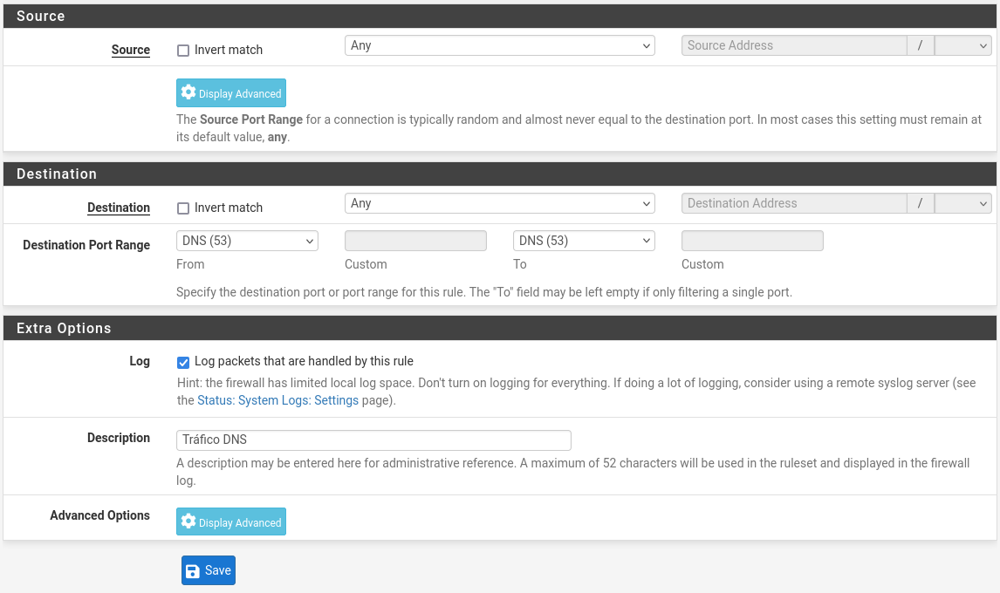 Source
Source Invert match Any Source Address /
Display Advanced
The Source Port Range for a connection is typically random and almost never equal to the destination port. In most cases this setting must remain at
its default value, any.
Destination
Destination Invert match Any Destination Address /
Destination Port Range DNS (53) DNS (53)
From Custom To Custom
Specify the destination port or port range for this rule. The "To" field may be left empty if only filtering a single port.
Extra Options
Log Log packets that are handled by this rule
Hint: the firewall has limited local log space. Don't turn on logging for everything. If doing a lot of logging, consider using a remote syslog server (see
the Status: System Logs: Settings page).
Description Tráfico DNS
A description may be entered here for administrative reference. A maximum of 52 characters will be used in the ruleset and displayed in the firewall
log.
Advanced Options Display Advanced
Save